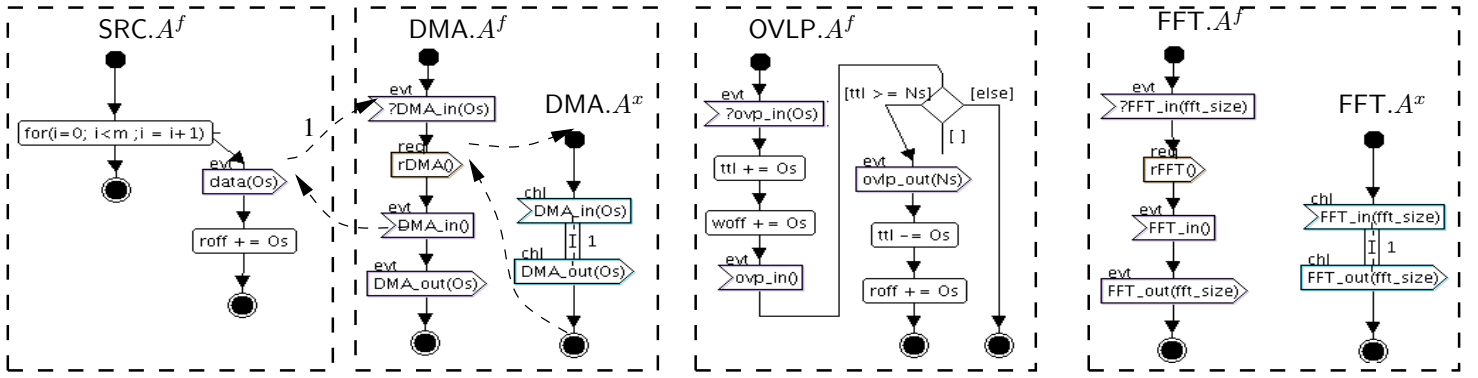 SRC.A^f
for(i=0; i<m ;i = i+1)
evt
data(Os)
roff += Os
1
DMA.A^f
evt
?DMA_in(Os)
req
rDMA()
evt
DMA_in()
evt
DMA_out(Os)
DMA.A^x
chl
DMA_in(Os)
I 1
chl
DMA_out(Os)
OVLP.A^f
evt
?ovp_in(Os)
ttl += Os
woff += Os
evt
ovp_in()
[ttl >= Ns]
[else]
[ ]
evt
ovlp_out(Ns)
ttl -= Os
roff += Os
FFT.A^f
evt
?FFT_in(fft_size)
req
rFFT()
evt
FFT_in()
evt
FFT_out(fft_size)
FFT.A^x
chl
FFT_in(fft_size)
I 1
chl
FFT_out(fft_size)